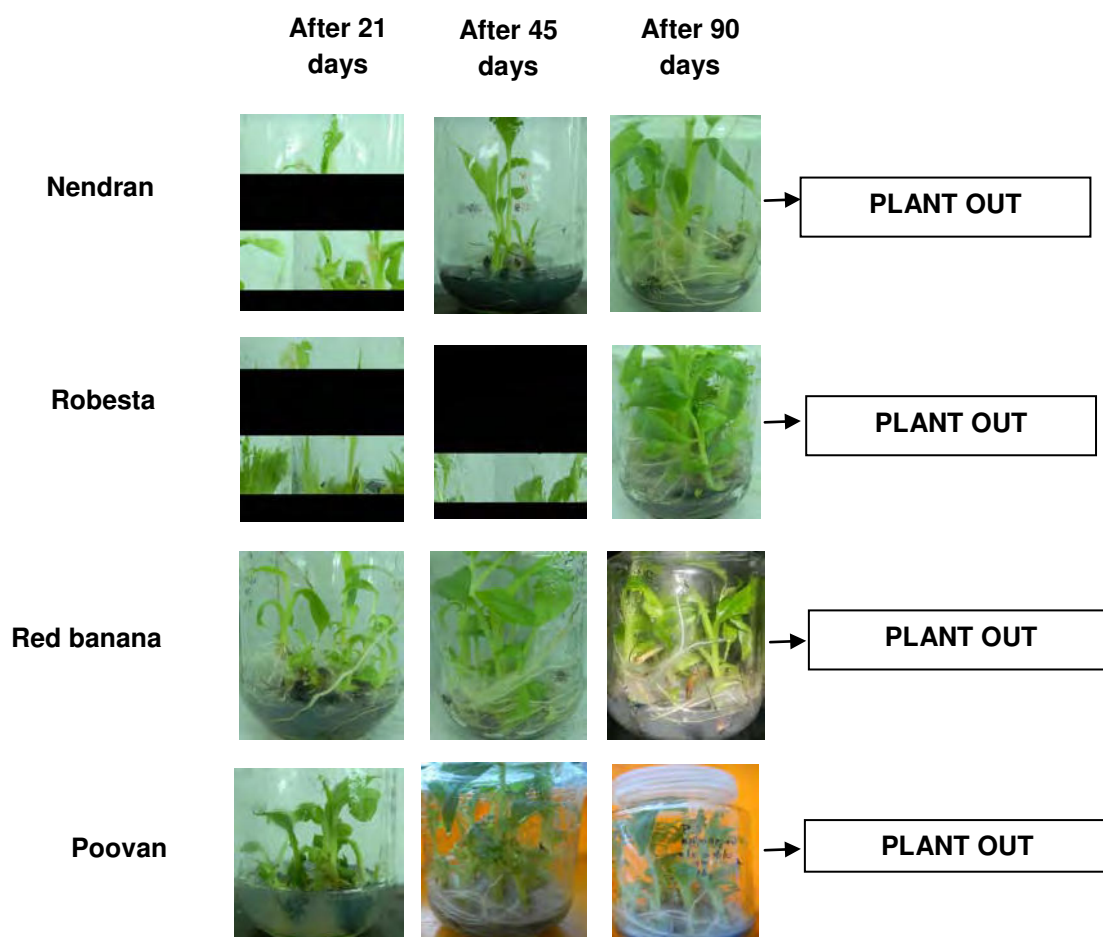 After 21
days
After 45
days
After 90
days
Nendran
PLANT OUT
Robesta
PLANT OUT
Red banana
PLANT OUT
Poovan
PLANT OUT